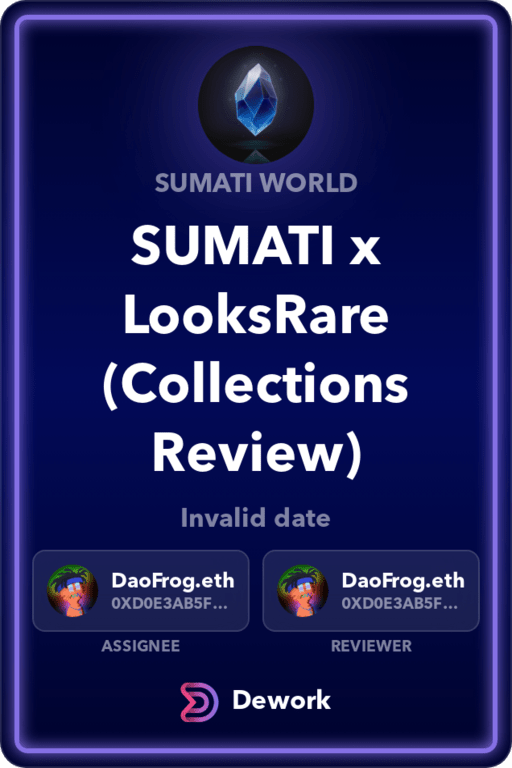 SUMATI WORLD
SUMATI x
LooksRare
(Collections
Review)
Invalid date
DaoFrog.eth
0XD0E3AB5F...
ASSIGNEE
DaoFrog.eth
0XD0E3AB5F...
REVIEWER
Dework